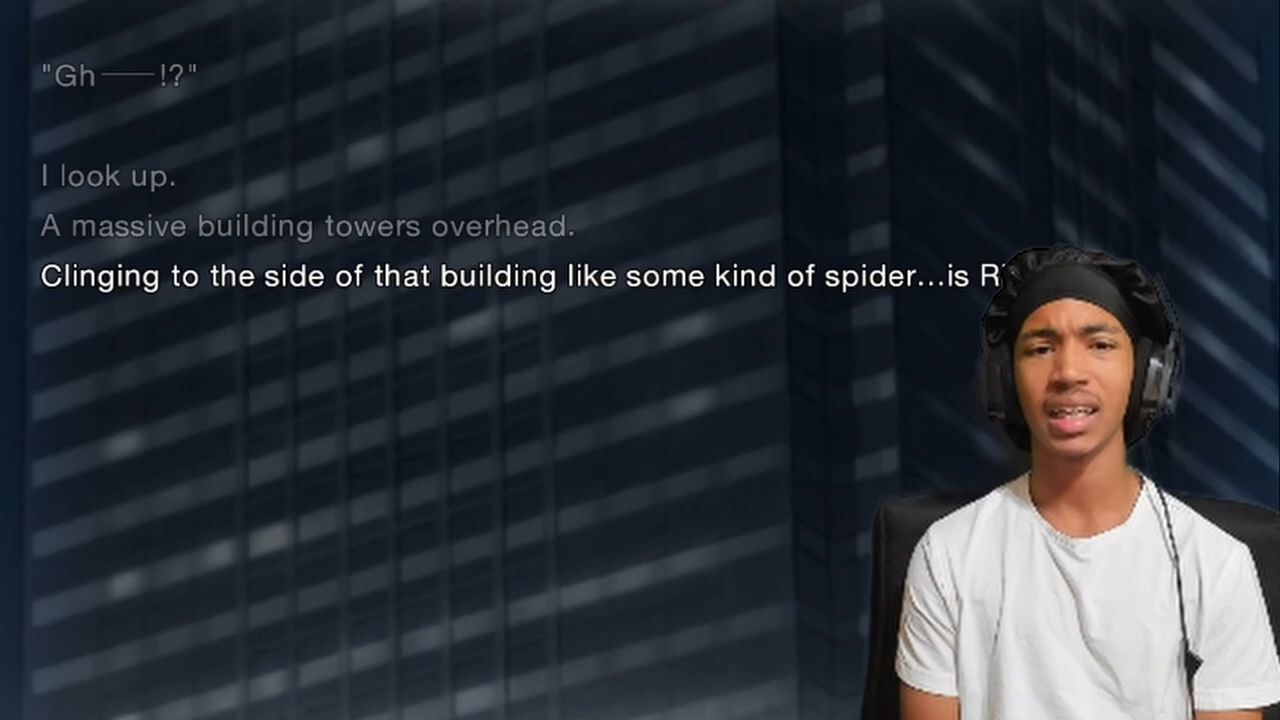 "Gh——!?"
I look up.
A massive building towers overhead.
Clinging to the side of that building like some kind of spider...is